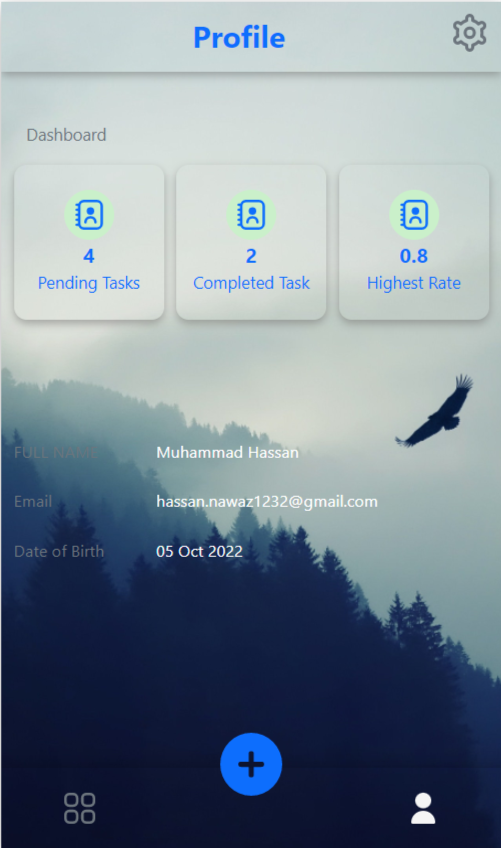 Profile
Dashboard
4
Pending Tasks
2
Completed Task
0.8
Highest Rate
FULL NAME Muhammad Hassan
Email hassan.nawaz1232@gmail.com
Date of Birth 05 Oct 2022